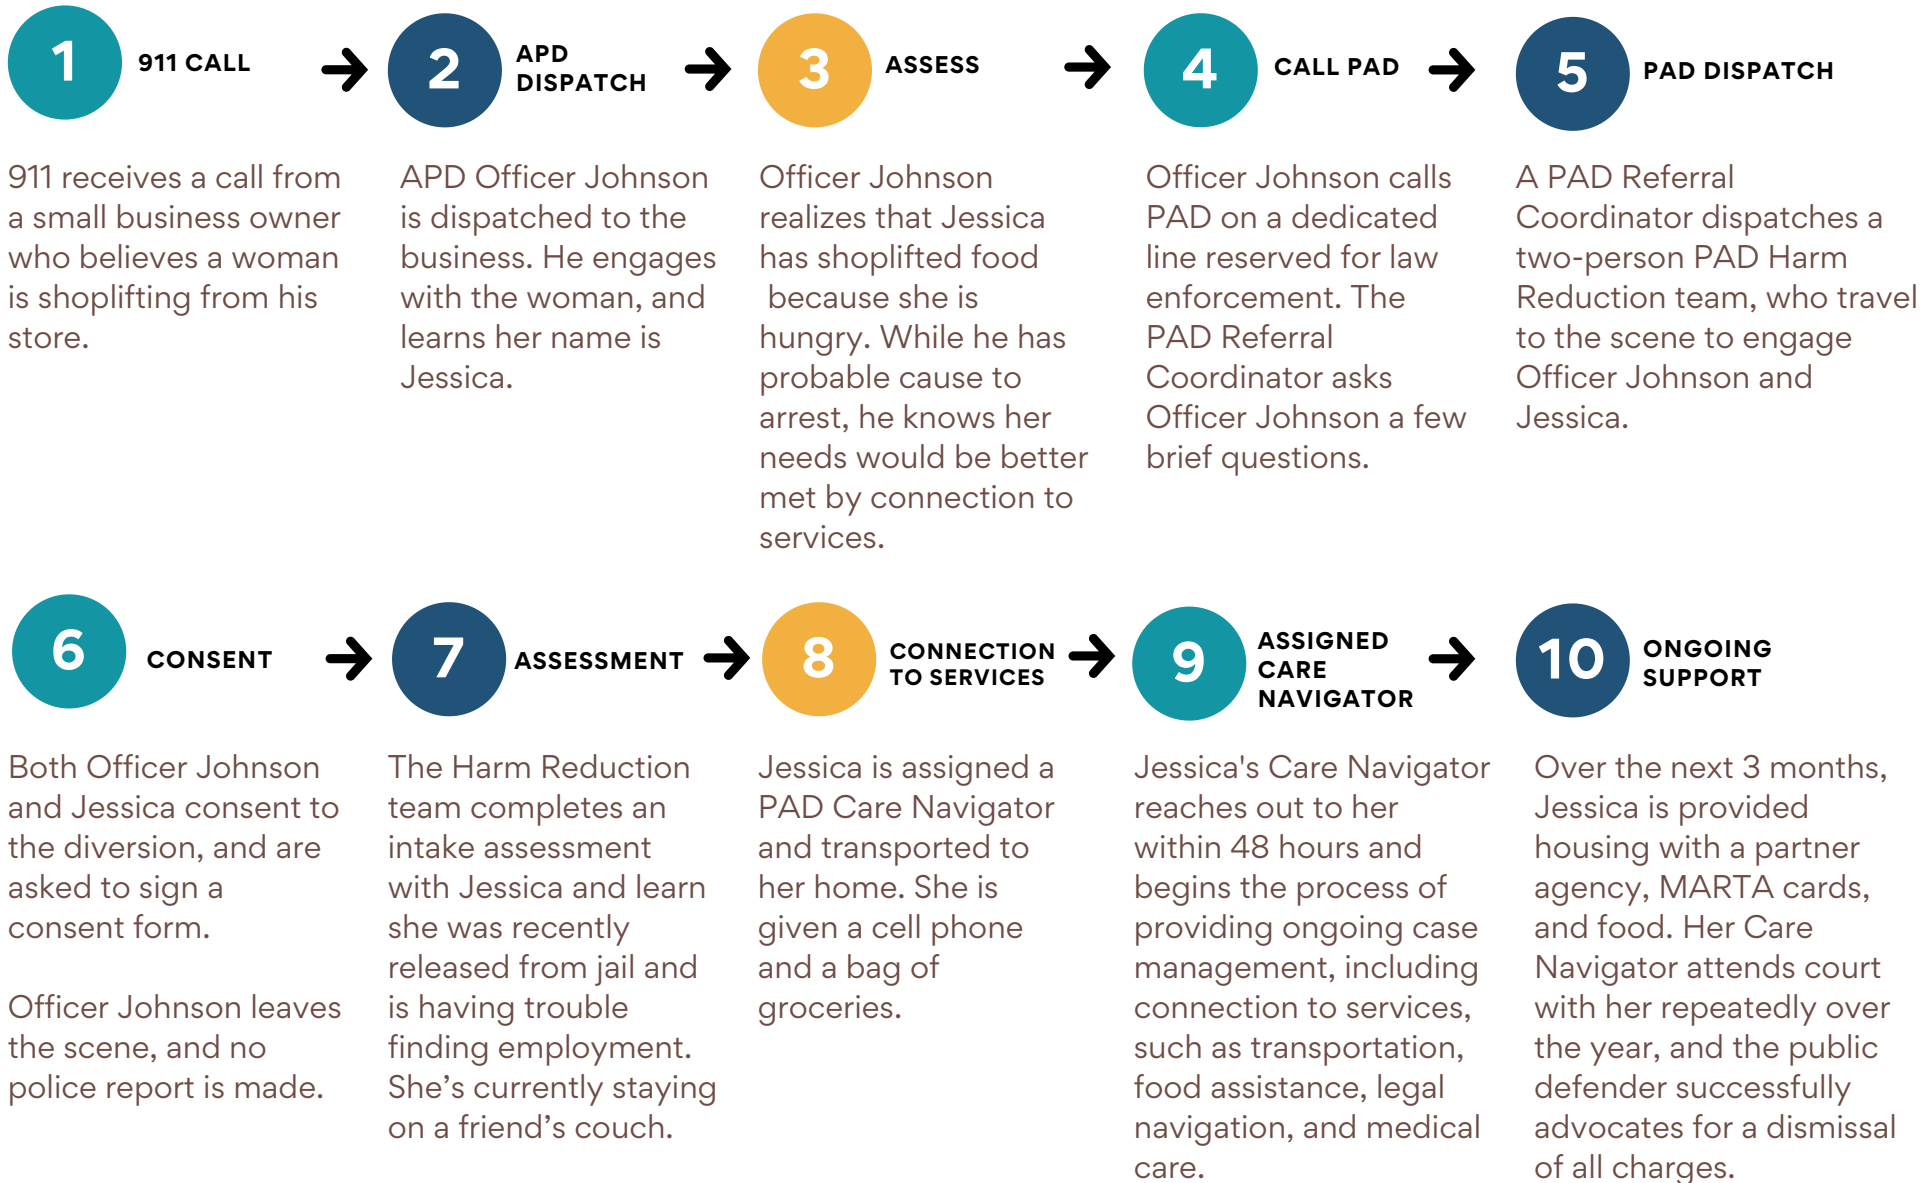 1
911 CALL
2
APD
DISPATCH
3
ASSESS
4
CALL PAD
5
PAD DISPATCH
911 receives a call from
a small business owner
who believes a woman
is shoplifting from his
store.
APD Officer Johnson
is dispatched to the
business. He engages
with the woman, and
learns her name is
Jessica.
Officer Johnson
realizes that Jessica
has shoplifted food
because she is
hungry. While he has
probable cause to
arrest, he knows her
needs would be better
met by connection to
services.
Officer Johnson calls
PAD on a dedicated
line reserved for law
enforcement. The
PAD Referral
Coordinator asks
Officer Johnson a few
brief questions.
A PAD Referral
Coordinator dispatches a
two-person PAD Harm
Reduction team, who travel
to the scene to engage
Officer Johnson and
Jessica.
6
CONSENT
7
ASSESSMENT
8
CONNECTION
TO SERVICES
9
ASSIGNED
CARE
NAVIGATOR
10
ONGOING
SUPPORT
Both Officer Johnson
and Jessica consent to
the diversion, and are
asked to sign a
consent form.
Officer Johnson leaves
the scene, and no
police report is made.
The Harm Reduction
team completes an
intake assessment
with Jessica and learn
she was recently
released from jail and
is having trouble
finding employment.
She’s currently staying
on a friend’s couch.
Jessica is assigned a
PAD Care Navigator
and transported to
her home. She is
given a cell phone
and a bag of
groceries.
Jessica's Care Navigator
reaches out to her
within 48 hours and
begins the process of
providing ongoing case
management, including
connection to services,
such as transportation,
food assistance, legal
navigation, and medical
care.
Over the next 3 months,
Jessica is provided
housing with a partner
agency, MARTA cards,
and food. Her Care
Navigator attends court
with her repeatedly over
the year, and the public
defender successfully
advocates for a dismissal
of all charges.